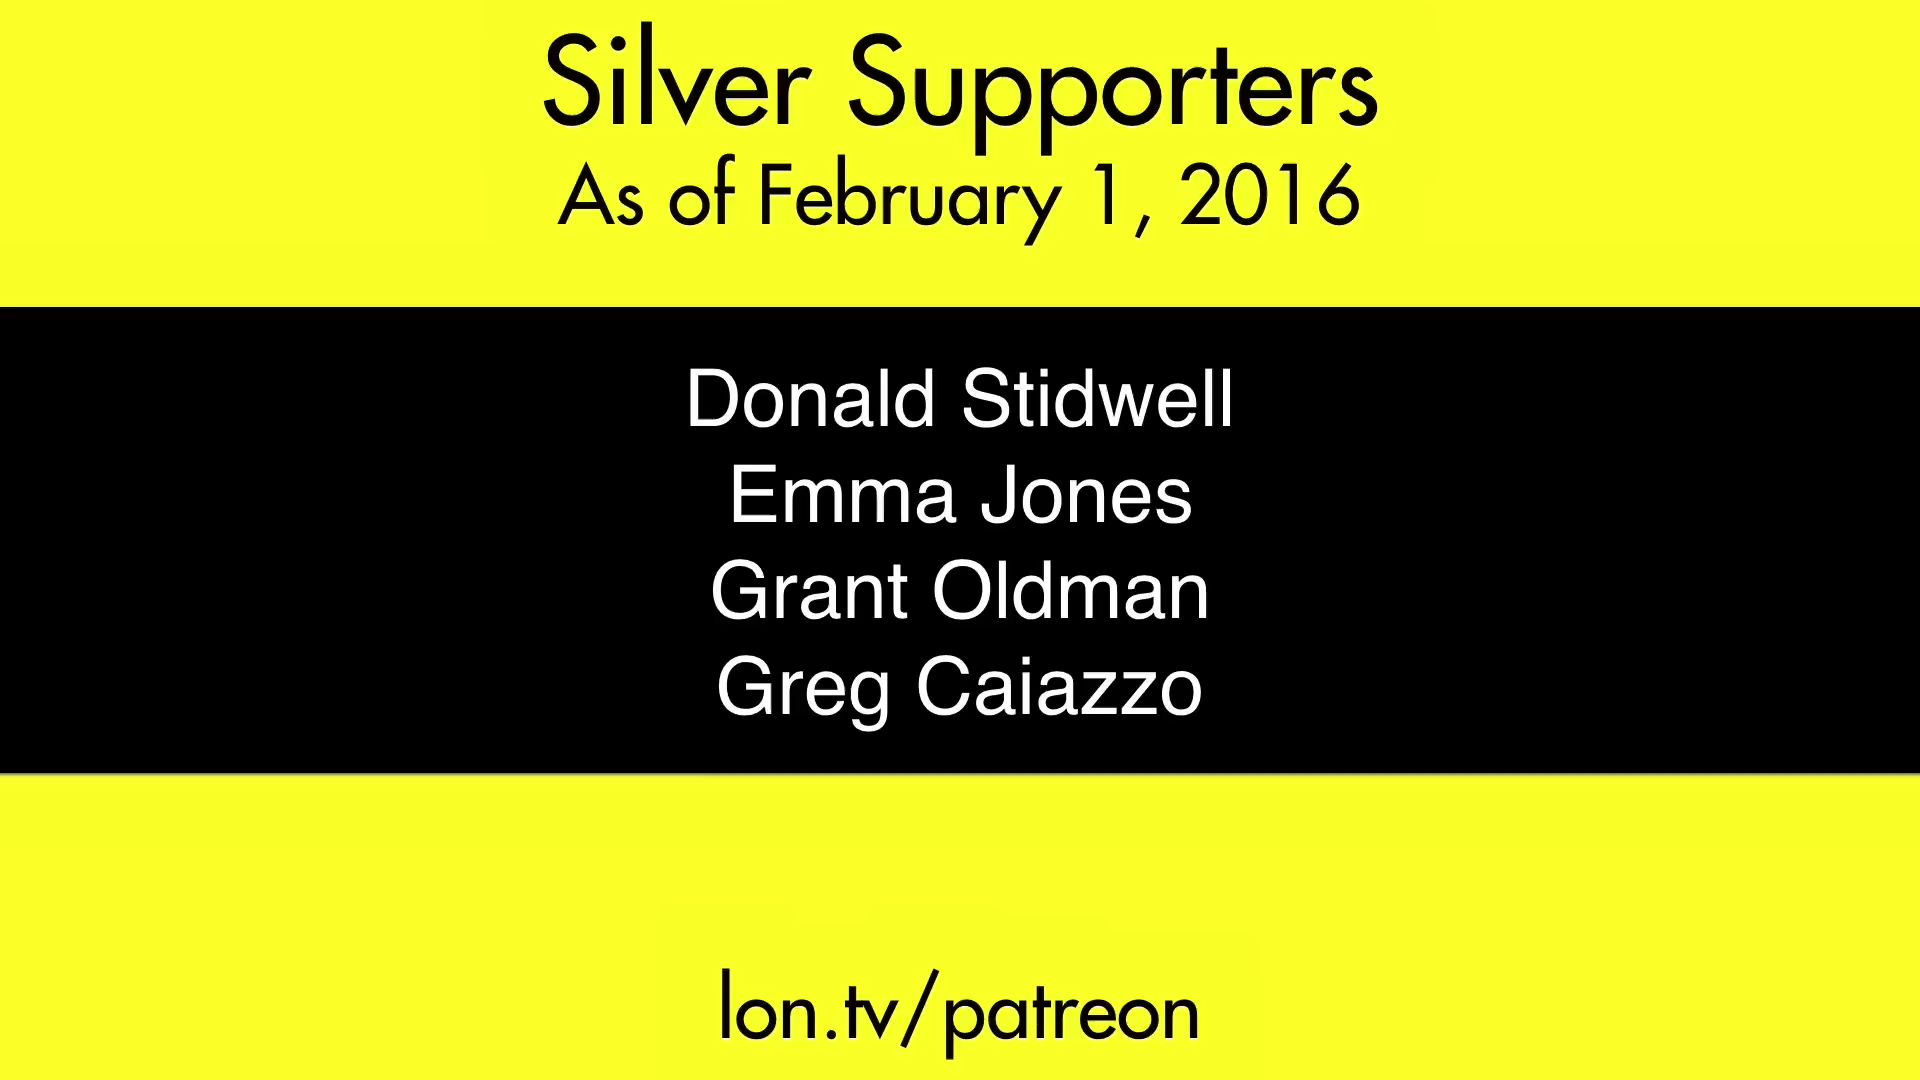 Silver Supporters
As of February 1, 2016
Donald Stidwell
Emma Jones
Grant Oldman
Greg Caiazzo
lon.tv/patreon